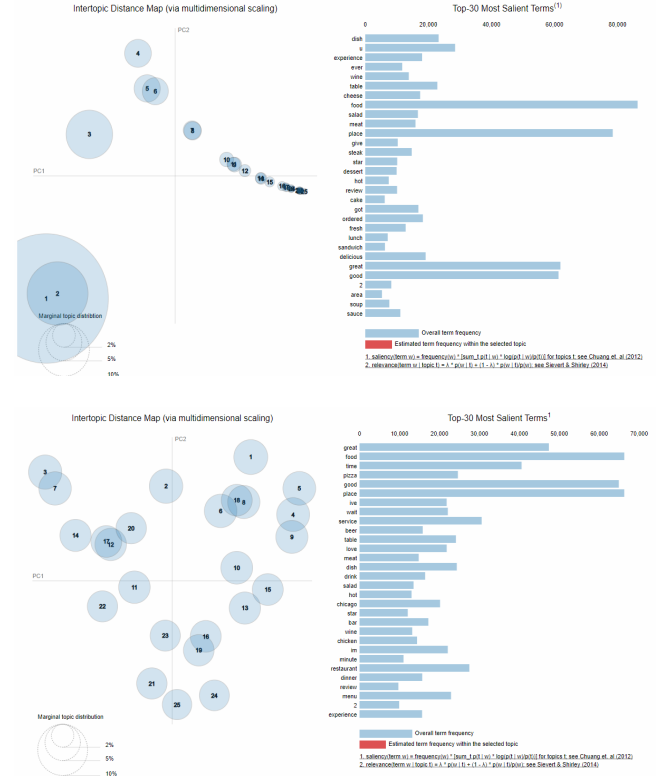 Intertopic Distance Map (via multidimensional scaling)
Top-30 Most Salient Terms(1)
PC2
PC1
4
5
6
3
10
12
15
1
2
Marginal topic distribtion
2%
5%
10%
0
20,000
40,000
60,000
80,000
dish
u
experience
ever
wine
table
cheese
food
salad
meat
place
give
steak
star
dessert
hot
review
cake
got
ordered
fresh
lunch
sandwich
delicious
great
good
2
area
soup
sauce
Overall term frequency
Estimated term frequency within the selected topic
1. saliency(term w) = frequency(w) * [sum_t p(t | w) * log(p(t | w)/p(t))] for topics t; see Chuang et. al (2012)
2. relevance(term w | topic t) = λ * p(w | t) + (1 - λ) * p(w | t)/p(w); see Sievert & Shirley (2014)
Intertopic Distance Map (via multidimensional scaling)
Top-30 Most Salient Terms1
PC2
PC1
1
3
7
2
5
18
8
6
4
9
20
14
17
12
10
11
15
22
13
23
16
19
21
24
25
Marginal topic distribution
2%
5%
10%
0
10,000
20,000
30,000
40,000
50,000
60,000
70,000
great
food
time
pizza
good
place
ive
wait
service
beer
table
love
meat
dish
drink
salad
hot
chicago
star
bar
wine
chicken
im
minute
restaurant
dinner
review
menu
2
experience
Overall term frequency
Estimated term frequency within the selected topic
1. saliency(term w) = frequency(w) * [sum_t p(t | w) * log(p(t | w)/p(t))] for topics t; see Chuang et. al (2012)
2. relevance(term w | topic t) = λ * p(w | t) + (1 - λ) * p(w | t)/p(w); see Sievert & Shirley (2014)